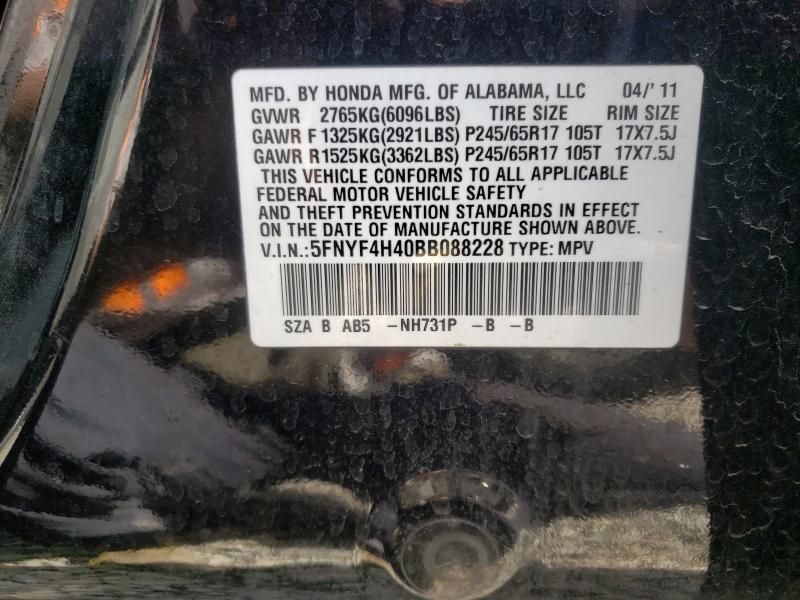 MFD. BY HONDA MFG. OF ALABAMA, LLC 04/'11
GVWR 2765KG(6096LBS) TIRE SIZE RIM SIZE
GAWR F 1325KG(2921LBS) P245/65R17 105T 17X7.5J
GAWR R1525KG(3362LBS) P245/65R17 105T 17X7.5J
THIS VEHICLE CONFORMS TO ALL APPLICABLE
FEDERAL MOTOR VEHICLE SAFETY
AND THEFT PREVENTION STANDARDS IN EFFECT
ON THE DATE OF MANUFACTURE SHOWN ABOVE.
V.I.N.:5FNYF4H40BB088228 TYPE: MPV
SZA B AB5 -NH731P -B -B